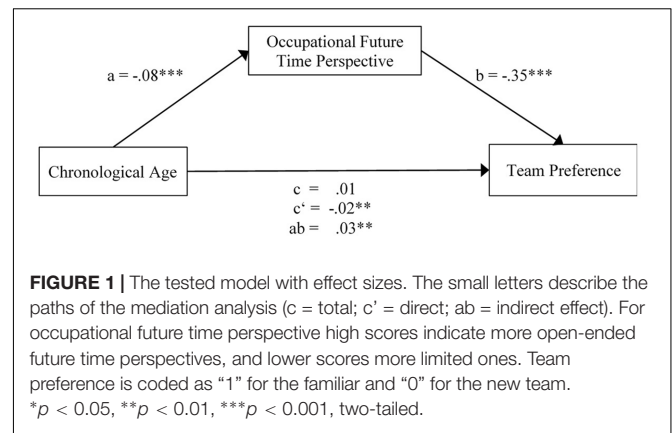 Occupational Future
Time Perspective
a = -.08***
b = -.35***
Chronological Age
Team Preference
c = .01
c‘ = -.02**
ab = .03**
FIGURE 1 | The tested model with effect sizes. The small letters describe the
paths of the mediation analysis (c = total; c’ = direct; ab = indirect effect). For
occupational future time perspective high scores indicate more open-ended
future time perspectives, and lower scores more limited ones. Team
preference is coded as “1” for the familiar and “0” for the new team.
*p < 0.05, **p < 0.01, ***p < 0.001, two-tailed.